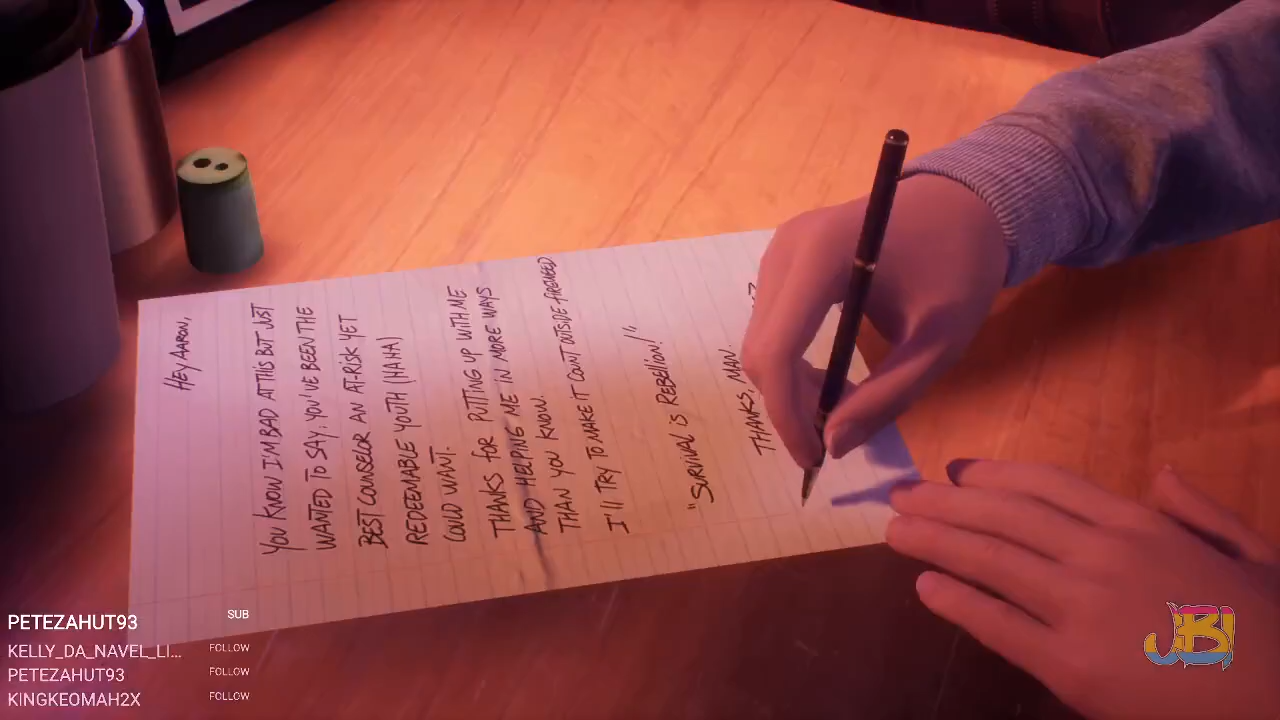 HEY AARON,
YOU KNOW I'M BAD AT THIS BUT JUST
WANTED TO SAY, YOU'VE BEEN THE
BEST COUNSELOR AN AT-RISK YET
REDEEMABLE YOUTH (HAHA)
COULD WANT.
THANKS FOR PUTTING UP WITH ME
AND HELPING ME IN MORE WAYS
THAN YOU KNOW.
I'LL TRY TO MAKE IT COUNT OUTSIDE FIREWEED
"SURVIVAL IS REBELLION!"
THANKS, MAN.
PETEZAHUT93 SUB
KELLY_DA_NAVEL_LI... FOLLOW
PETEZAHUT93 FOLLOW
KINGKEOMAH2X FOLLOW
JBI